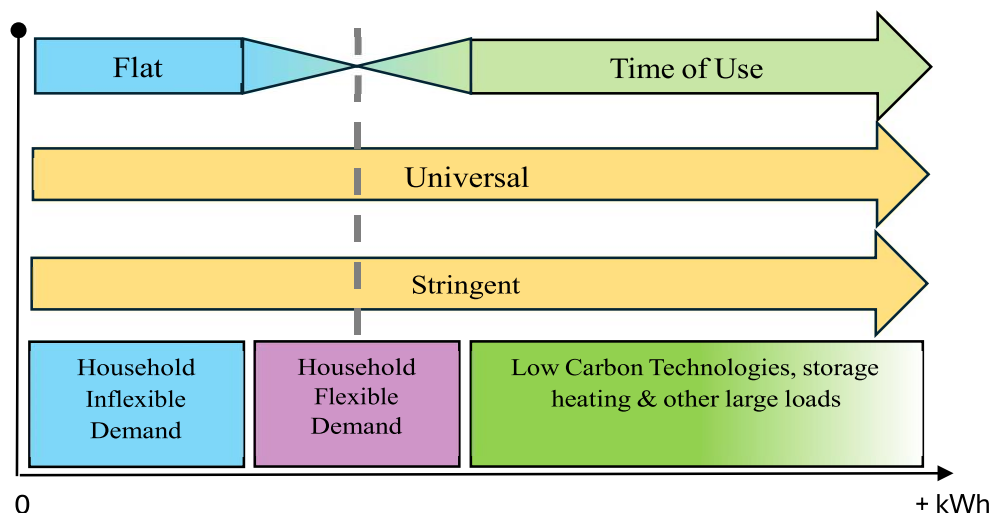 Flat
Time of Use
Universal
Stringent
Household
Inflexible
Demand
Household
Flexible
Demand
Low Carbon Technologies, storage
heating & other large loads
0
+ kWh